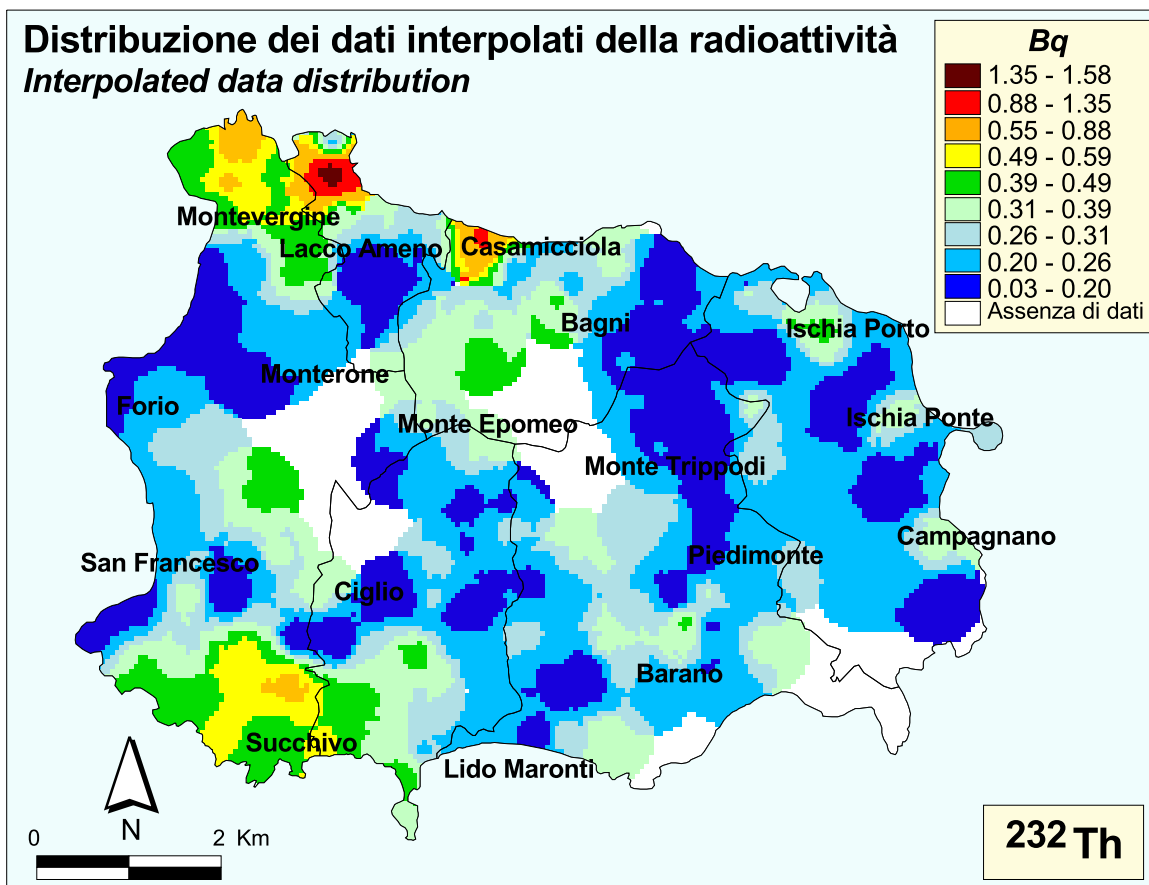 Distribuzione dei dati interpolati della radioattività
Interpolated data distribution
Bq
1.35 - 1.58
0.88 - 1.35
0.55 - 0.88
0.49 - 0.59
0.39 - 0.49
0.31 - 0.39
0.26 - 0.31
0.20 - 0.26
0.03 - 0.20
Assenza di dati
Montevergine
Lacco Ameno
Casamicciola
Bagni
Ischia Porto
Monterone
Forio
Monte Epomeo
Ischia Ponte
Monte Trippodi
Campagnano
San Francesco
Piedimonte
Ciglio
Barano
Succhivo
Lido Maronti
N
0 2 Km
232 Th